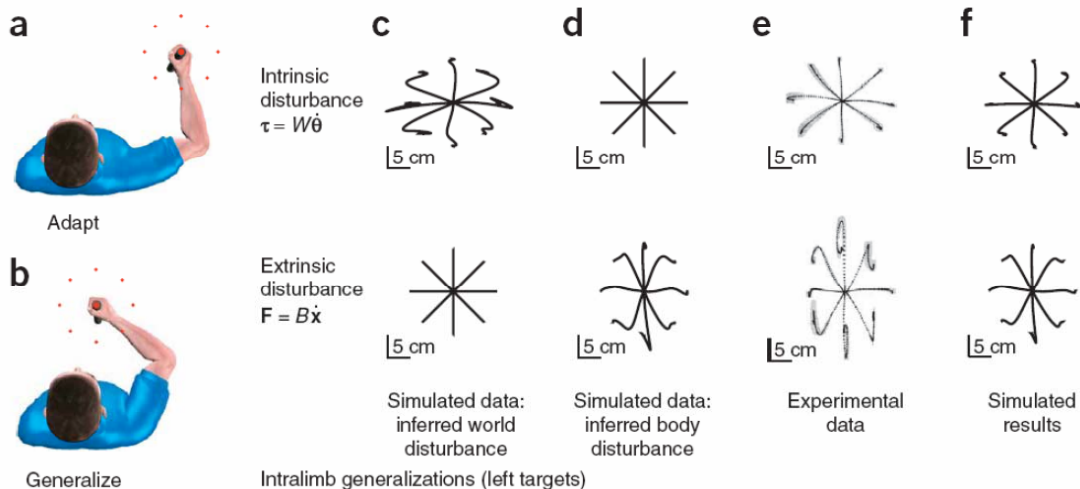 a
Adapt
b
Generalize
Intrinsic
disturbance
τ = Wθ̇
Extrinsic
disturbance
F = Bẋ
c
5 cm
5 cm
Simulated data:
inferred world
disturbance
d
5 cm
5 cm
Simulated data:
inferred body
disturbance
e
5 cm
5 cm
Experimental
data
f
5 cm
5 cm
Simulated
results
Intralimb generalizations (left targets)